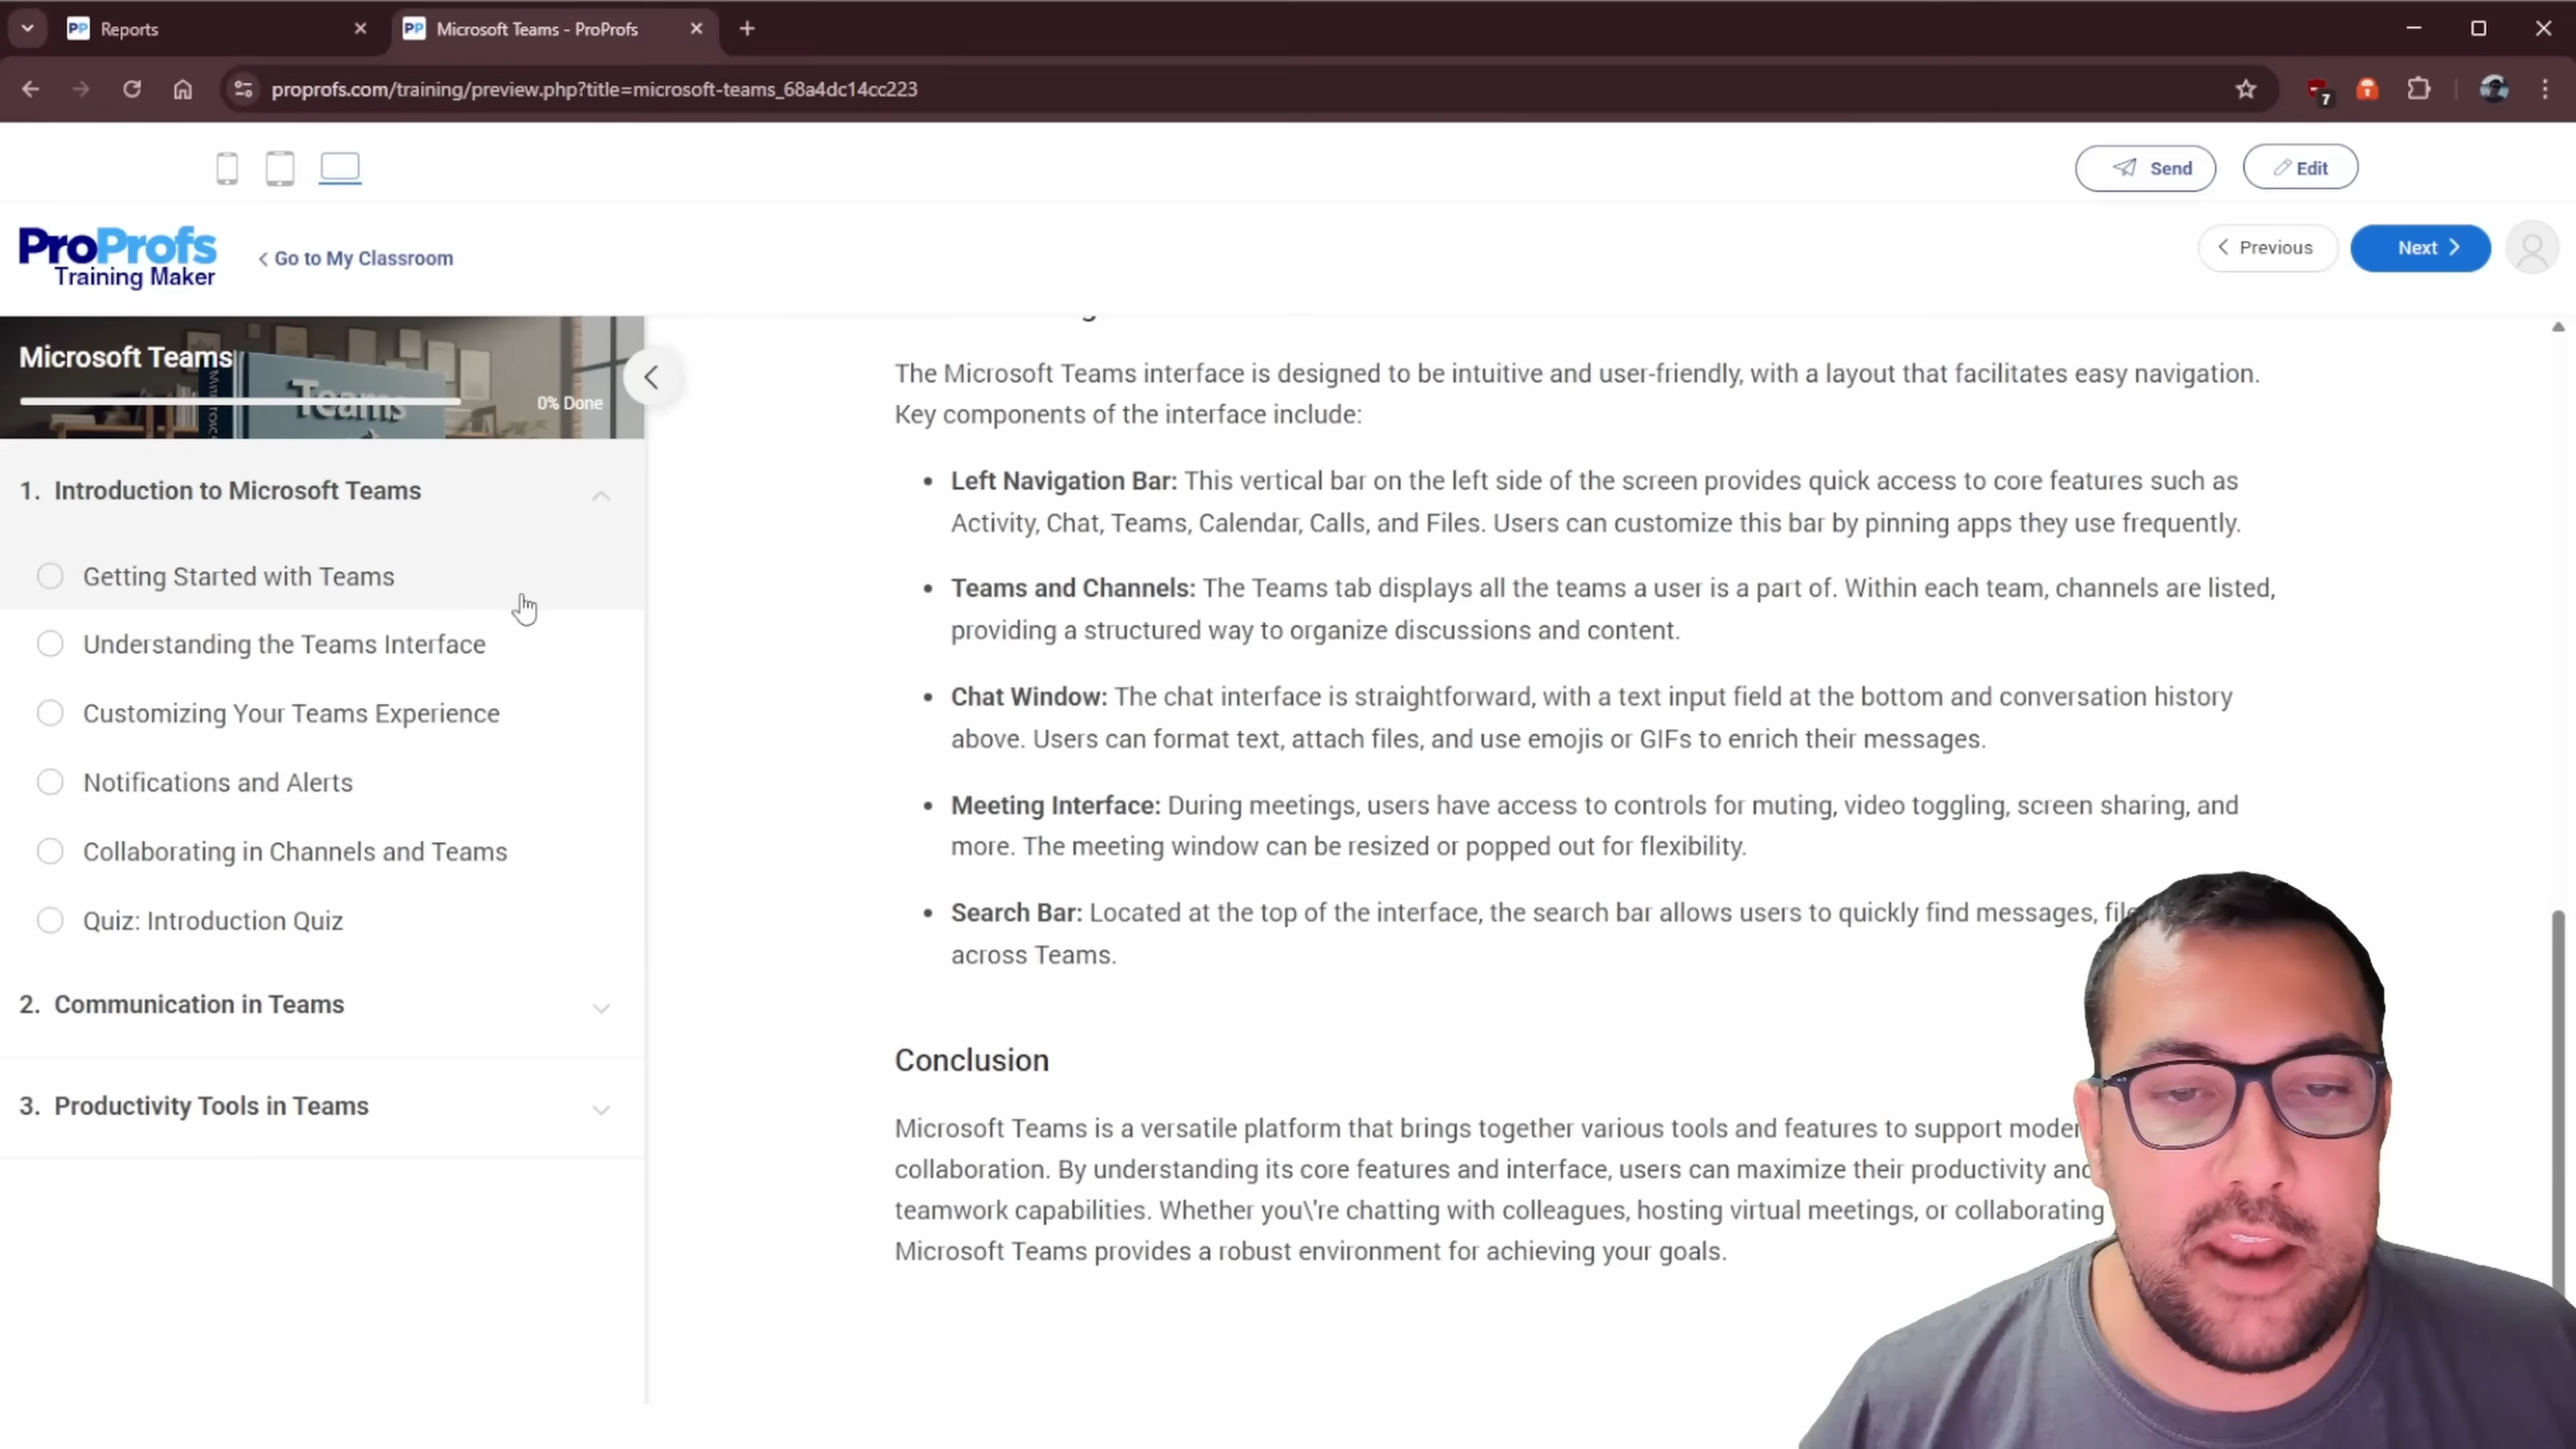 Reports
Microsoft Teams - ProProfs
proprofs.com/training/preview.php?title=microsoft-teams_68a4dc14cc223
7
Send
Edit
ProProfs
Training Maker
Go to My Classroom
Previous
Next
Microsoft Teams
Teams
0% Done
1. Introduction to Microsoft Teams
Getting Started with Teams
Understanding the Teams Interface
Customizing Your Teams Experience
Notifications and Alerts
Collaborating in Channels and Teams
Quiz: Introduction Quiz
2. Communication in Teams
3. Productivity Tools in Teams
The Microsoft Teams interface is designed to be intuitive and user-friendly, with a layout that facilitates easy navigation.
Key components of the interface include:
• Left Navigation Bar: This vertical bar on the left side of the screen provides quick access to core features such as
Activity, Chat, Teams, Calendar, Calls, and Files. Users can customize this bar by pinning apps they use frequently.
• Teams and Channels: The Teams tab displays all the teams a user is a part of. Within each team, channels are listed,
providing a structured way to organize discussions and content.
• Chat Window: The chat interface is straightforward, with a text input field at the bottom and conversation history
above. Users can format text, attach files, and use emojis or GIFs to enrich their messages.
• Meeting Interface: During meetings, users have access to controls for muting, video toggling, screen sharing, and
more. The meeting window can be resized or popped out for flexibility.
• Search Bar: Located at the top of the interface, the search bar allows users to quickly find messages,
across Teams.
Conclusion
Microsoft Teams is a versatile platform that brings together various tools and features to support
collaboration. By understanding its core features and interface, users can maximize their productivity and
teamwork capabilities. Whether you\'re chatting with colleagues, hosting virtual meetings, or collaborating
Microsoft Teams provides a robust environment for achieving your goals.